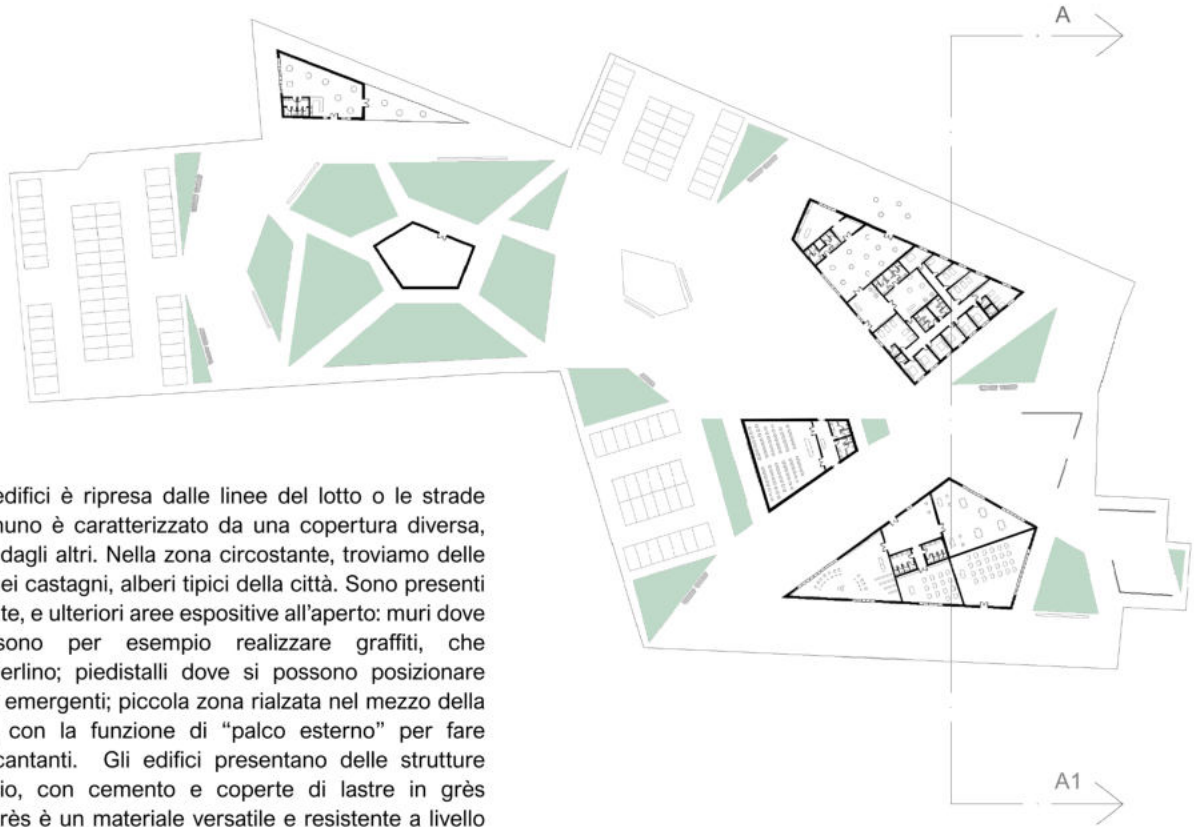 A
edifici è ripresa dalle linee del lotto o le strade
uno è caratterizzato da una copertura diversa,
dagli altri. Nella zona circostante, troviamo delle
ei castagni, alberi tipici della città. Sono presenti
te, e ulteriori aree espositive all'aperto: muri dove
sono per esempio realizzare graffiti, che
erlino; piedistalli dove si possono posizionare
emergenti; piccola zona rialzata nel mezzo della
con la funzione di “palco esterno” per fare
cantanti. Gli edifici presentano delle strutture
io, con cemento e coperte di lastre in grès
rès è un materiale versatile e resistente a livello
A1